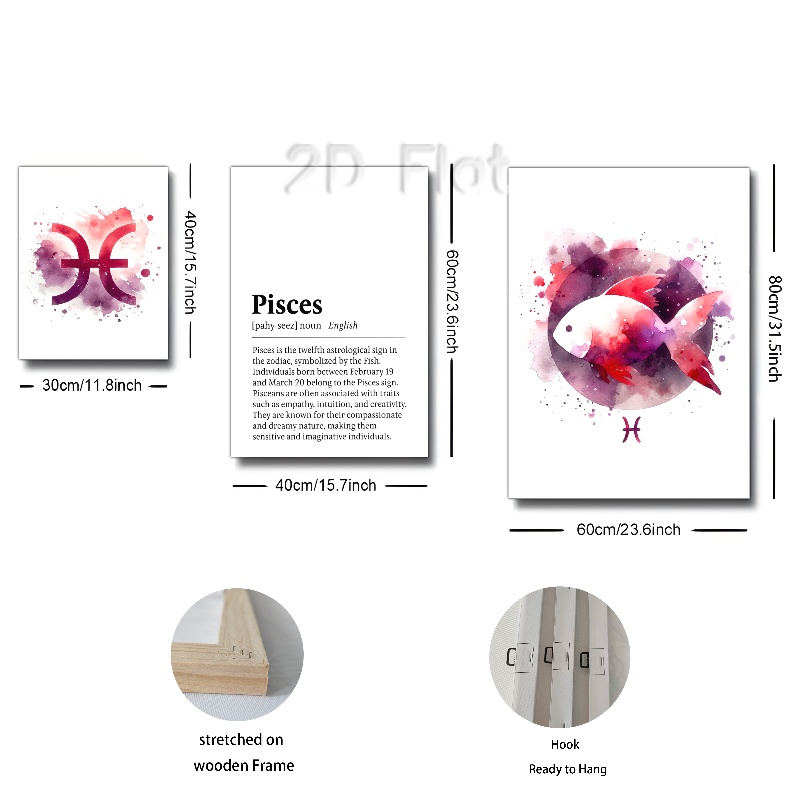 2D Flat
40cm/15.7inch
30cm/11.8inch
Pisces
[pahy-seez] noun English
Pisces is the twelfth astrological sign in
the zodiac, symbolized by the Fish.
Individuals born between February 19
and March 20 belong to the Pisces sign.
Pisceans are often associated with traits
such as empathy, intuition, and creativity.
They are known for their compassionate
and dreamy nature, making them
sensitive and imaginative individuals.
60cm/23.6inch
40cm/15.7inch
80cm/31.5inch
60cm/23.6inch
stretched on
wooden Frame
Hook
Ready to Hang